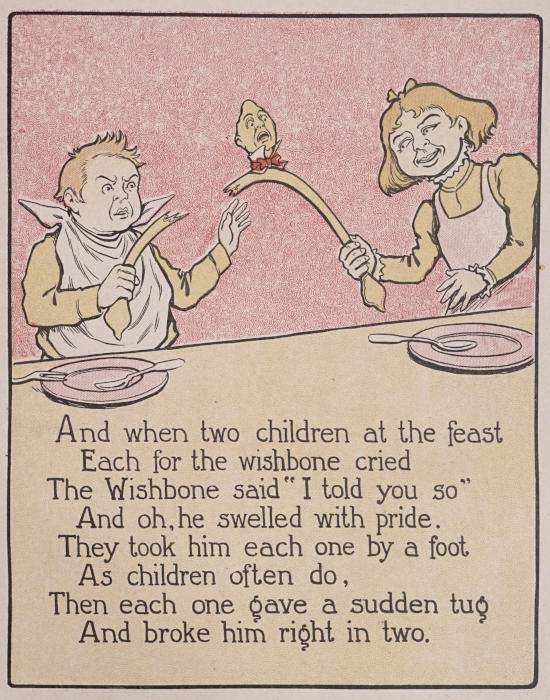 And when two children at the feast
Each for the wishbone cried
The Wishbone said "I told you so"
And oh, he swelled with pride.
They took him each one by a foot
As children often do,
Then each one gave a sudden tug
And broke him right in two.